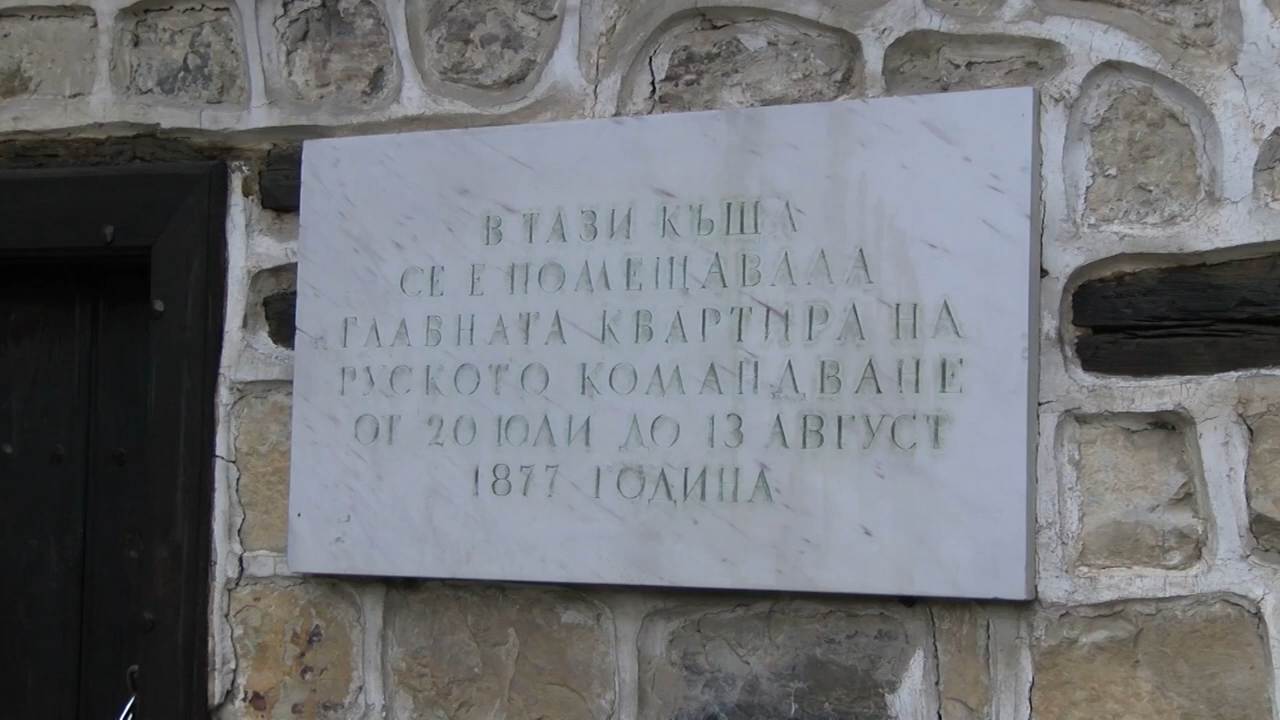 В ТАЗИ КЪЩА
СЕ Е ПОМЕЩАВАЛА
ГЛАВНАТА КВАРТИРА НА
РУСКОТО КОМАНДВАНЕ
ОТ 20 ЮЛИ ДО 13 АВГУСТ
1877 ГОДИНА